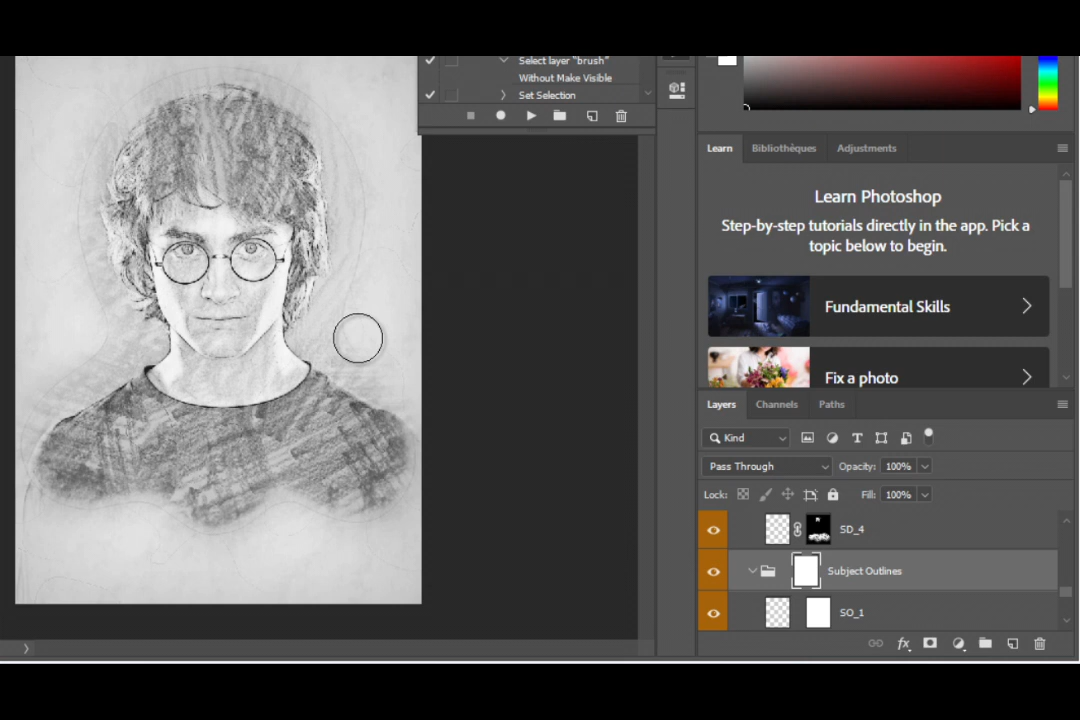 Select layer "brush"
Without Make Visible
Set Selection
Learn
Bibliothèques
Adjustments
Learn Photoshop
Step-by-step tutorials directly in the app. Pick a
topic below to begin.
Fundamental Skills
Fix a photo
Layers
Channels
Paths
Kind
Pass Through
Opacity: 100%
Lock:
Fill: 100%
SD_4
Subject Outlines
SO_1
fx